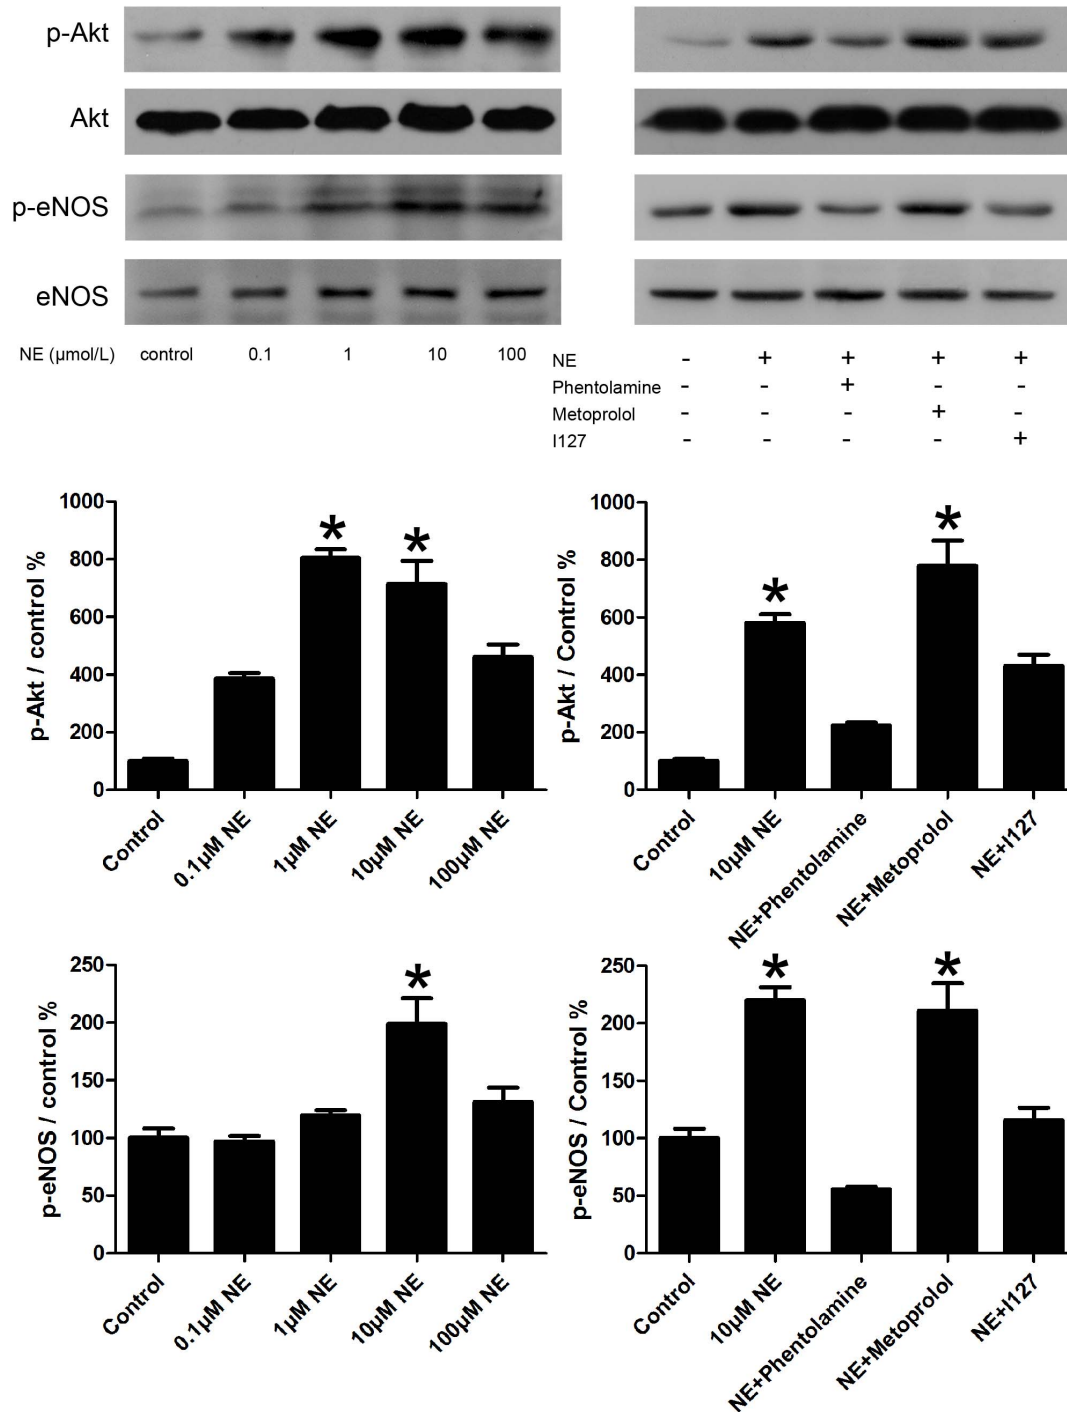 p-Akt
Akt
p-eNOS
eNOS
NE (μmol/L) control 0.1 1 10 100
NE - + + + +
Phentolamine - - + - -
Metoprolol - - - + -
I127 - - - - +
p-Akt / control %
1000
800
600
400
200
0
* *
Control 0.1μM NE 1μM NE 10μM NE 100μM NE
p-Akt / Control %
1000
800
600
400
200
0
* *
Control 10μM NE NE+Phentolamine NE+Metoprolol NE+I127
p-eNOS / control %
250
200
150
100
50
0
*
Control 0.1μM NE 1μM NE 10μM NE 100μM NE
p-eNOS / Control %
250
200
150
100
50
0
* *
Control 10μM NE NE+Phentolamine NE+Metoprolol NE+I127